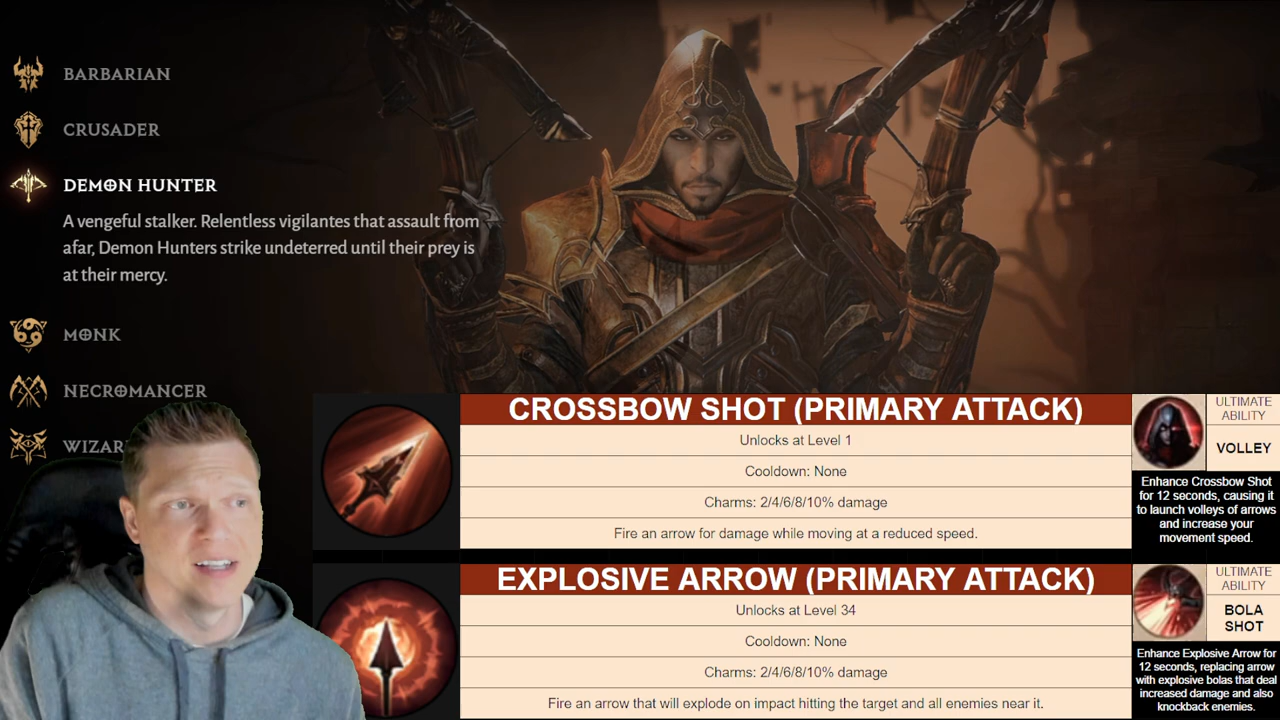 BARBARIAN
CRUSADER
DEMON HUNTER
A vengeful stalker. Relentless vigilantes that assault from
afar, Demon Hunters strike undeterred until their prey is
at their mercy.
MONK
NECROMANCER
WIZAR
CROSSBOW SHOT (PRIMARY ATTACK)
Unlocks at Level 1
Cooldown: None
Charms: 2/4/6/8/10% damage
Fire an arrow for damage while moving at a reduced speed.
ULTIMATE
ABILITY
VOLLEY
Enhance Crossbow Shot
for 12 seconds, causing it
to launch volleys of arrows
and increase your
movement speed.
EXPLOSIVE ARROW (PRIMARY ATTACK)
Unlocks at Level 34
Cooldown: None
Charms: 2/4/6/8/10% damage
Fire an arrow that will explode on impact hitting the target and all enemies near it.
ULTIMATE
ABILITY
BOLA
SHOT
Enhance Explosive Arrow for
12 seconds, replacing arrow
with explosive bolas that deal
increased damage and also
knockback enemies.